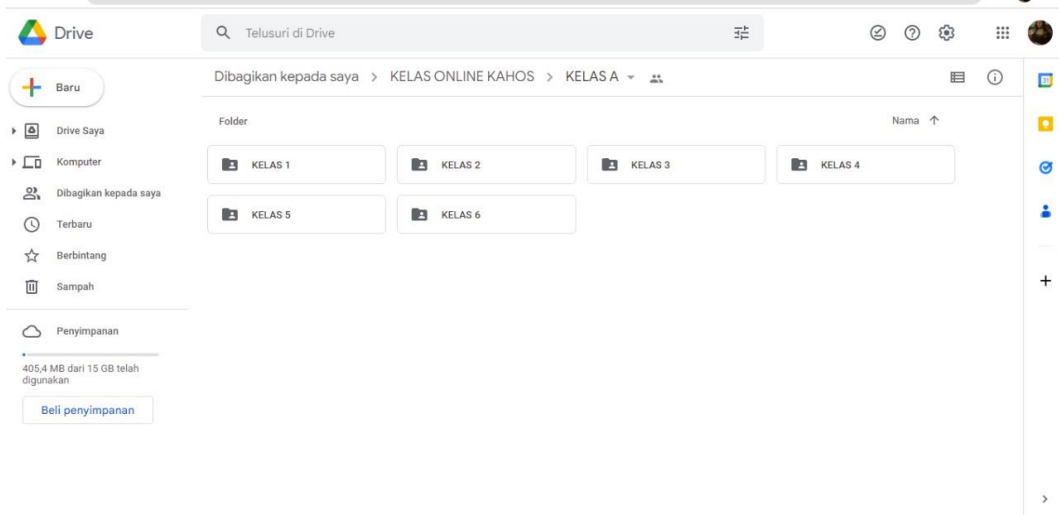 Drive
Telusuri di Drive
Baru
Dibagikan kepada saya > KELAS ONLINE KAHOS > KELAS A
Folder
Nama ↑
Drive Saya
Komputer
Dibagikan kepada saya
Terbaru
Berbintang
Sampah
Penyimpanan
405,4 MB dari 15 GB telah
digunakan
Beli penyimpanan
KELAS 1
KELAS 2
KELAS 3
KELAS 4
KELAS 5
KELAS 6
31